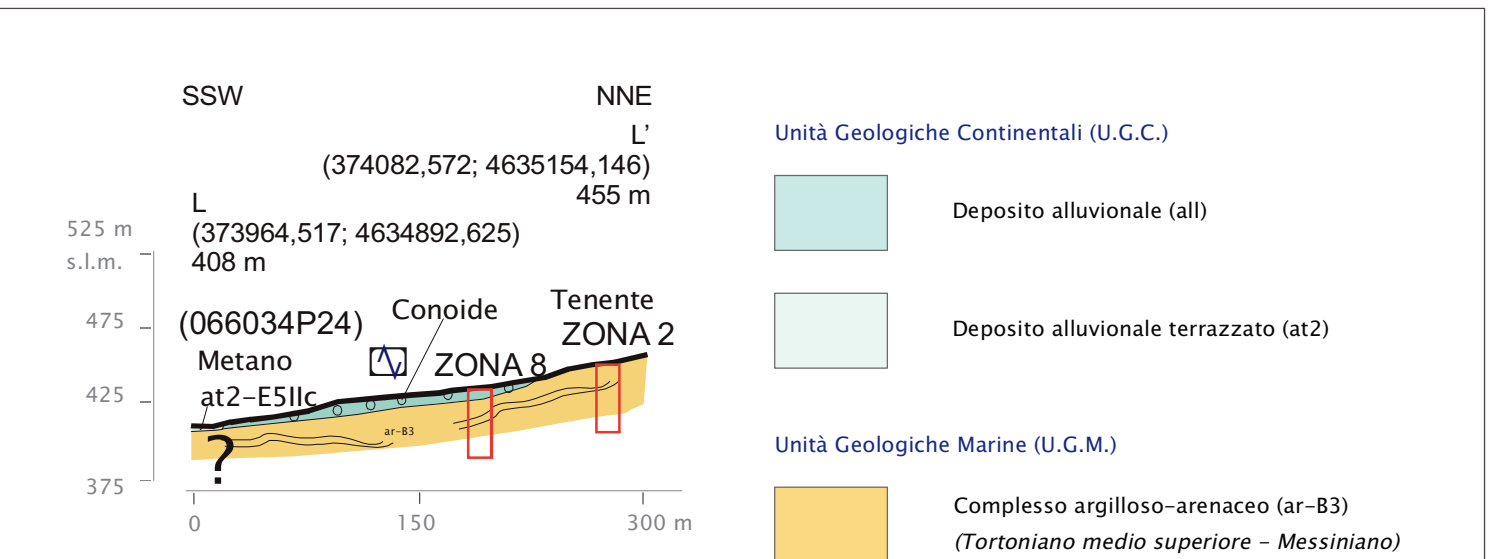 SSW NNE
L'
(374082,572; 4635154,146)
455 m
L
(373964,517; 4634892,625)
408 m
525 m
s.l.m.
475
425
375
(066034P24)
Metano
at2-E5IIc
Conoide
Tenente
ZONA 2
ZONA 8
ar-B3
?
0 150 300 m
Unità Geologiche Continentali (U.G.C.)
Deposito alluvionale (all)
Deposito alluvionale terrazzato (at2)
Unità Geologiche Marine (U.G.M.)
Complesso argilloso-arenaceo (ar-B3)
(Tortoniano medio superiore - Messiniano)